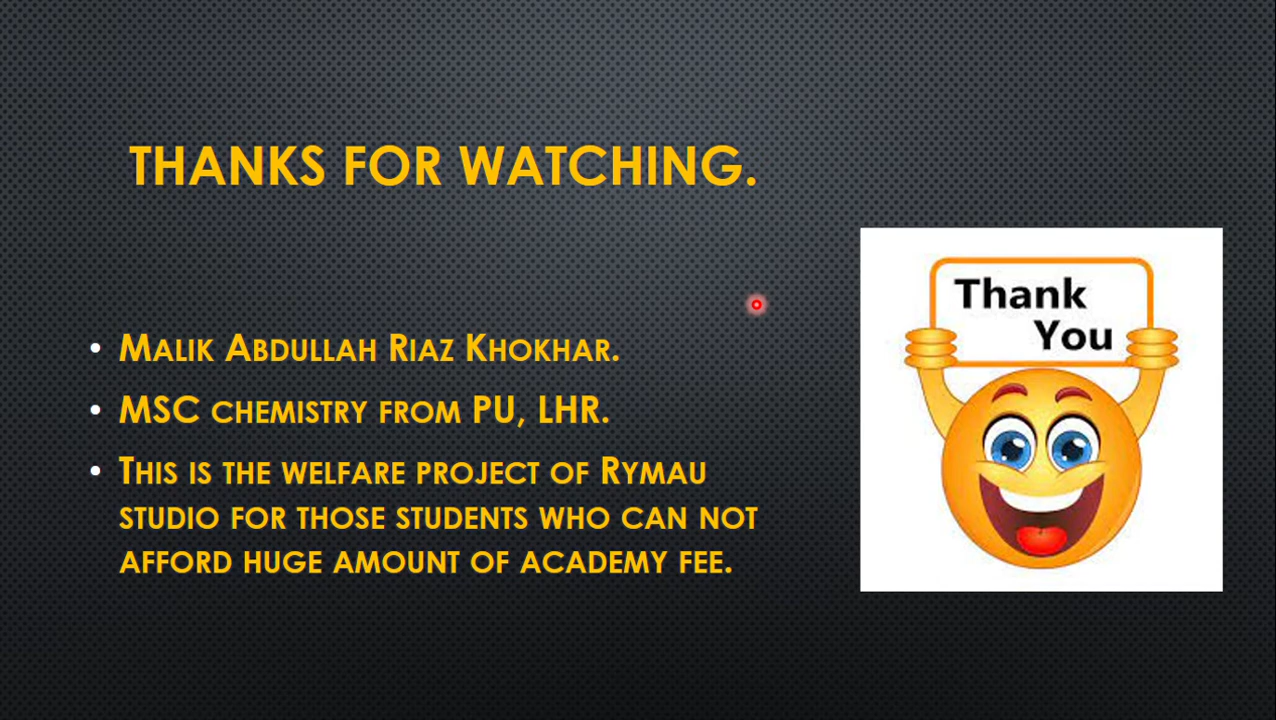 THANKS FOR WATCHING.
• MALIK ABDULLAH RIAZ KHOKHAR.
• MSC CHEMISTRY FROM PU, LHR.
• THIS IS THE WELFARE PROJECT OF RYMAU
STUDIO FOR THOSE STUDENTS WHO CAN NOT
AFFORD HUGE AMOUNT OF ACADEMY FEE.
Thank
You